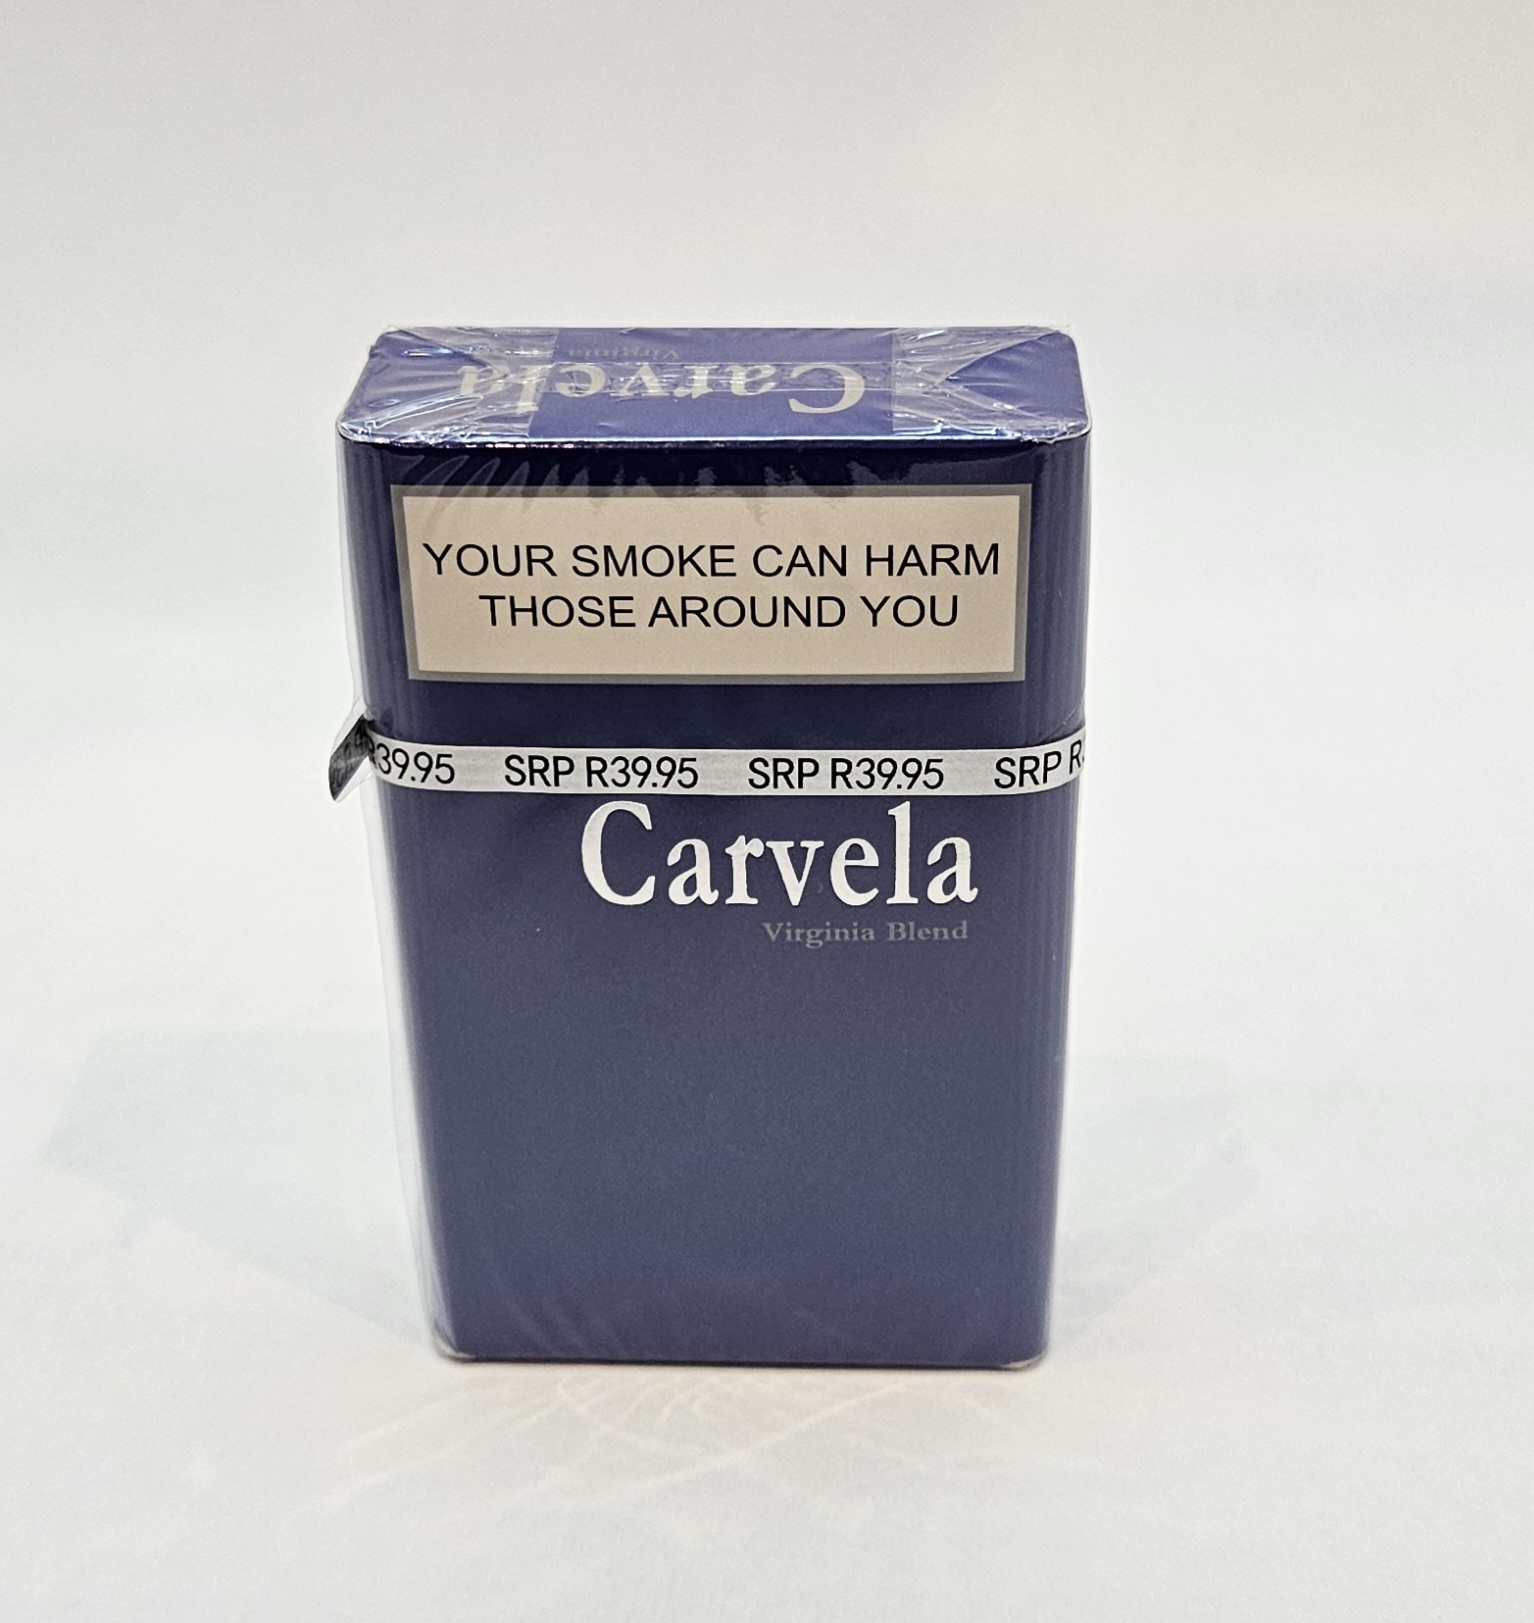 Carvela
Virginia
YOUR SMOKE CAN HARM
THOSE AROUND YOU
R39.95 SRP R39.95 SRP R39.95 SRP R
Carvela
Virginia Blend